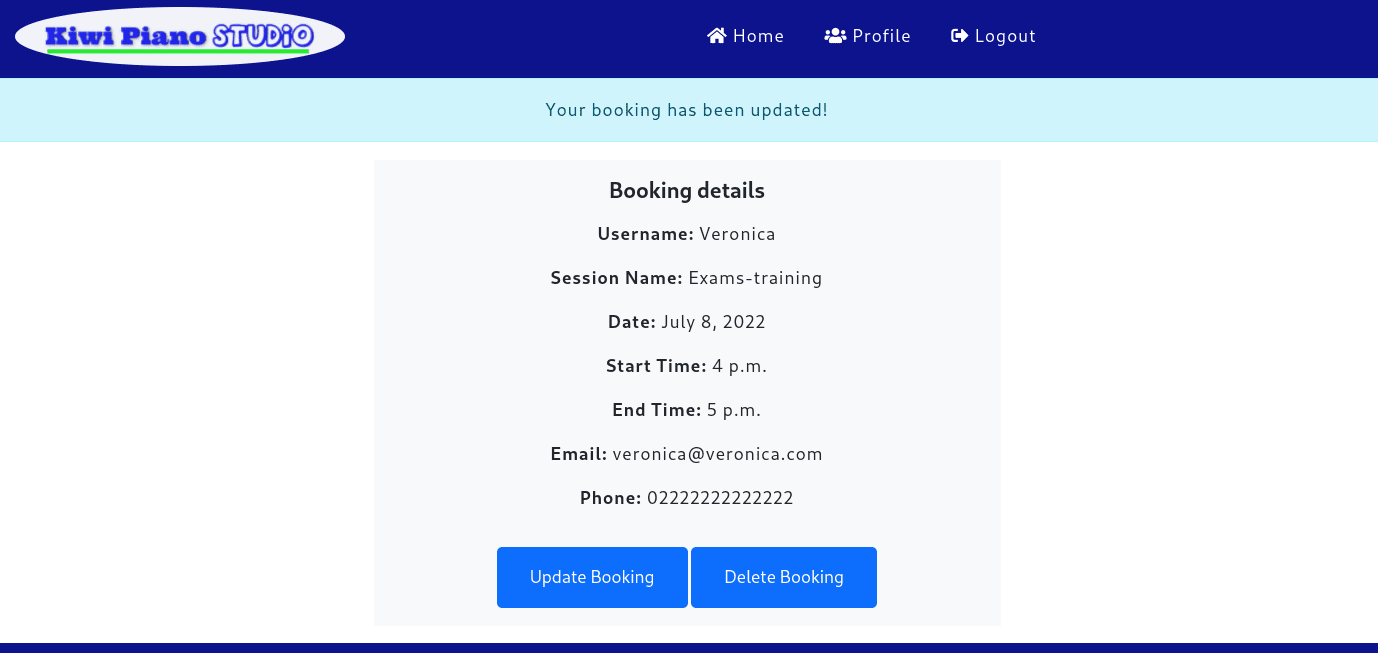 Kiwi Piano STUDiO
Home Profile Logout
Your booking has been updated!
Booking details
Username: Veronica
Session Name: Exams-training
Date: July 8, 2022
Start Time: 4 p.m.
End Time: 5 p.m.
Email: veronica@veronica.com
Phone: 02222222222222
Update Booking Delete Booking